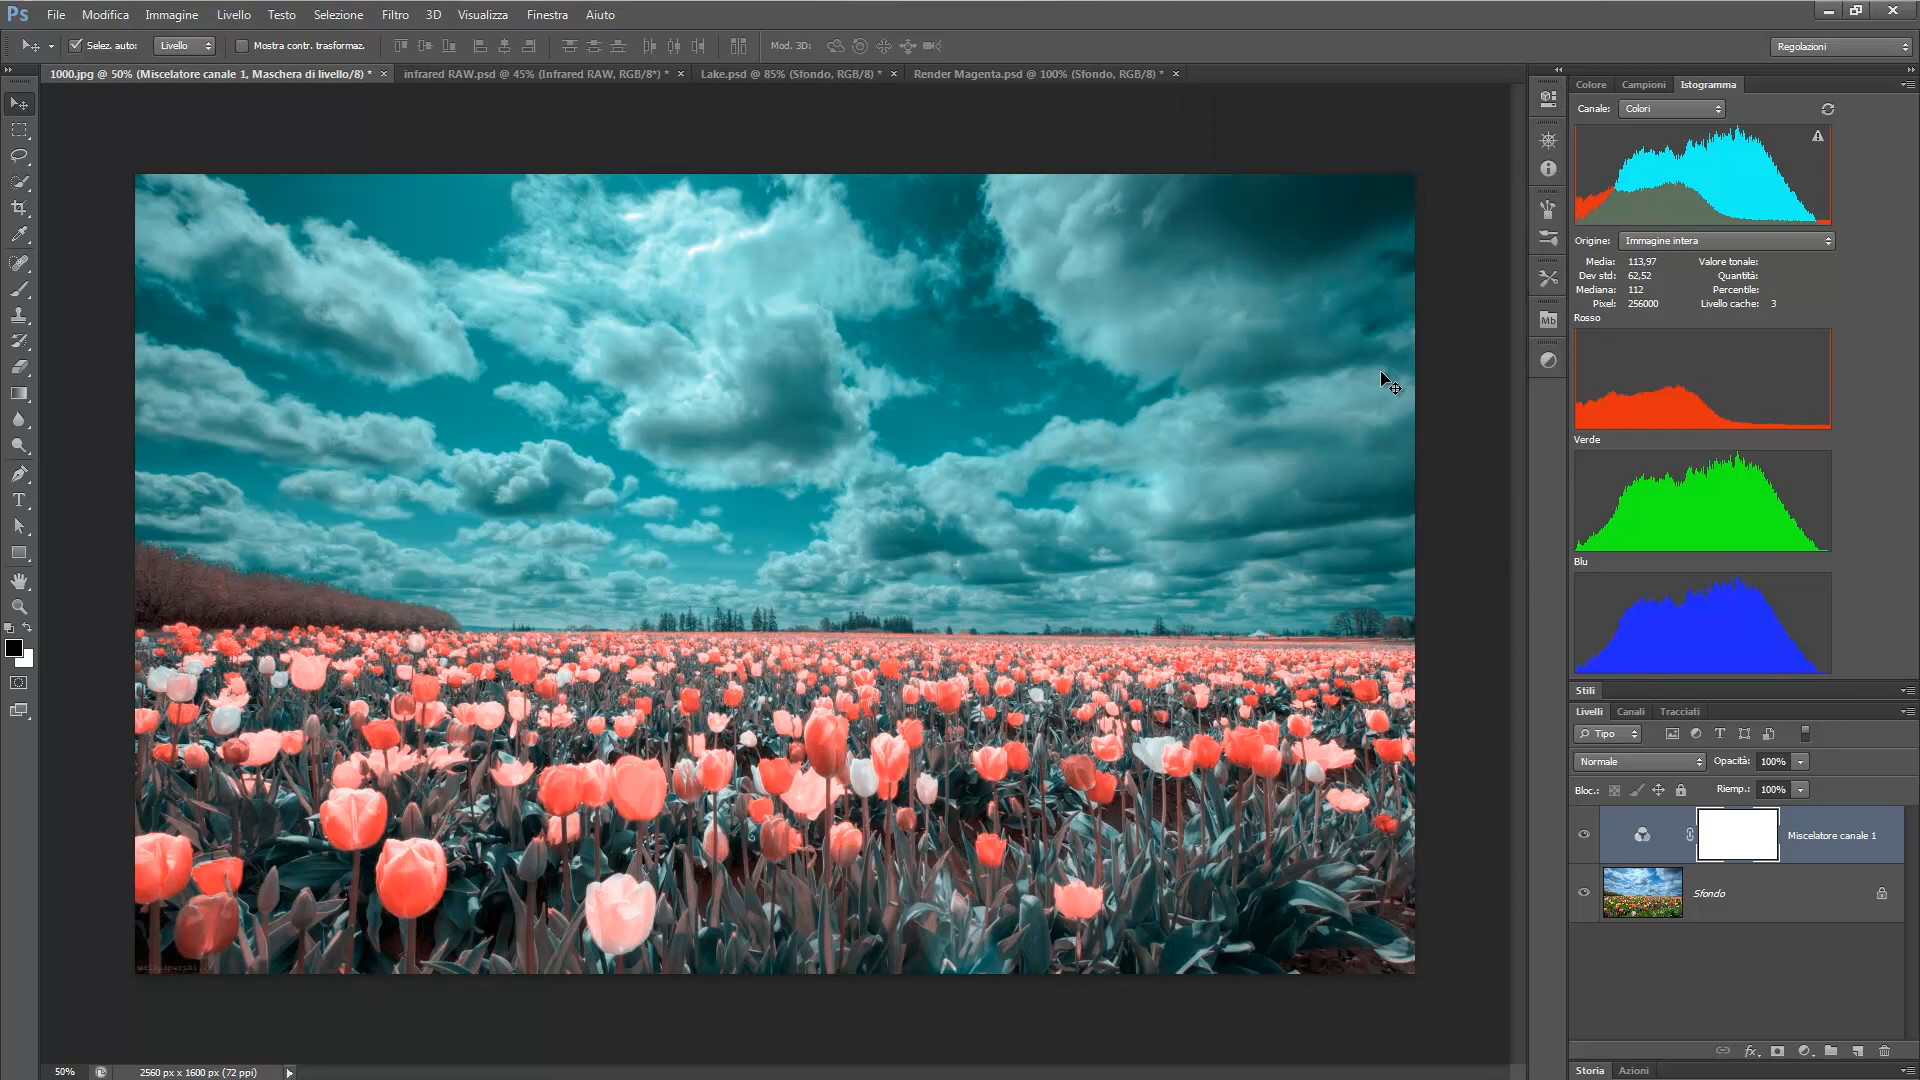 Ps File Modifica Immagine Livello Testo Selezione Filtro 3D Visualizza Finestra Aiuto
Selez. auto: Livello Mostra contr. trasformaz. Mod. 3D: Regolazioni
1000.jpg @ 50% (Miscelatore canale 1, Maschera di livello/8) * × infrared RAW.psd @ 45% (Infrared RAW, RGB/8*) * × Lake.psd @ 85% (Sfondo, RGB/8) * × Render Magenta.psd @ 100% (Sfondo, RGB/8) * ×
Colore Campioni Istogramma
Canale: Colori
Origine: Immagine intera
Media: 113,97 Valore tonale:
Dev std: 62,52 Quantità:
Mediana: 112 Percentile:
Pixel: 256000 Livello cache: 3
Rosso
Mb
Verde
Blu
Stili
Livelli Canali Tracciati
Tipo
Normale Opacità: 100%
Bloc.: Riemp.: 100%
Miscelatore canale 1
Sfondo
fx
50% 2560 px x 1600 px (72 ppi)
Storia Azioni